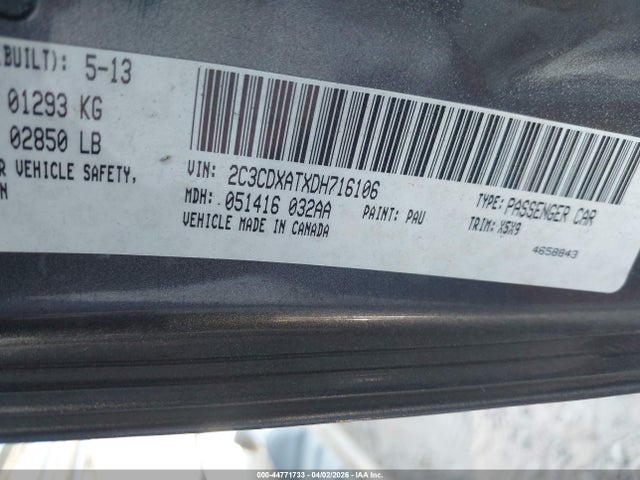 BUILT): 5-13
01293 KG
02850 LB
VEHICLE SAFETY,
VIN: 2C3CDXATXDH716106
MDH: 051416 032AA
PAINT: PAU
VEHICLE MADE IN CANADA
TYPE: PASSENGER CAR
TRIM: X5X9
4658843
000-44771733 - 04/02/2026 - IAA Inc.